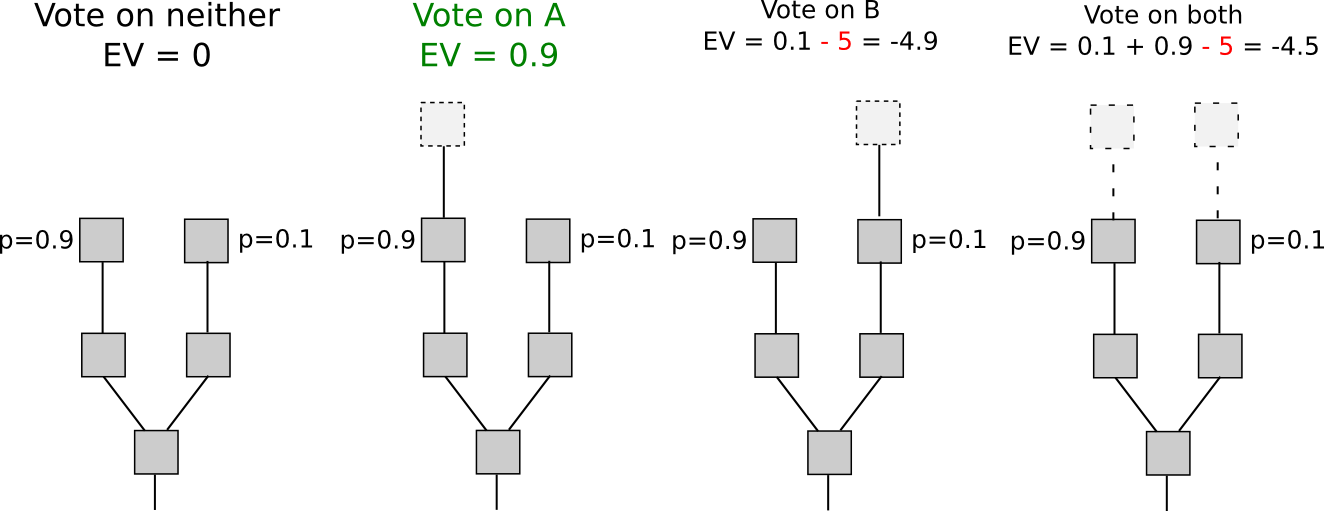 Vote on neither
EV = 0
Vote on A
EV = 0.9
Vote on B
EV = 0.1 - 5 = -4.9
Vote on both
EV = 0.1 + 0.9 - 5 = -4.5
p=0.9
p=0.1
p=0.9
p=0.1
p=0.9
p=0.1
p=0.9
p=0.1